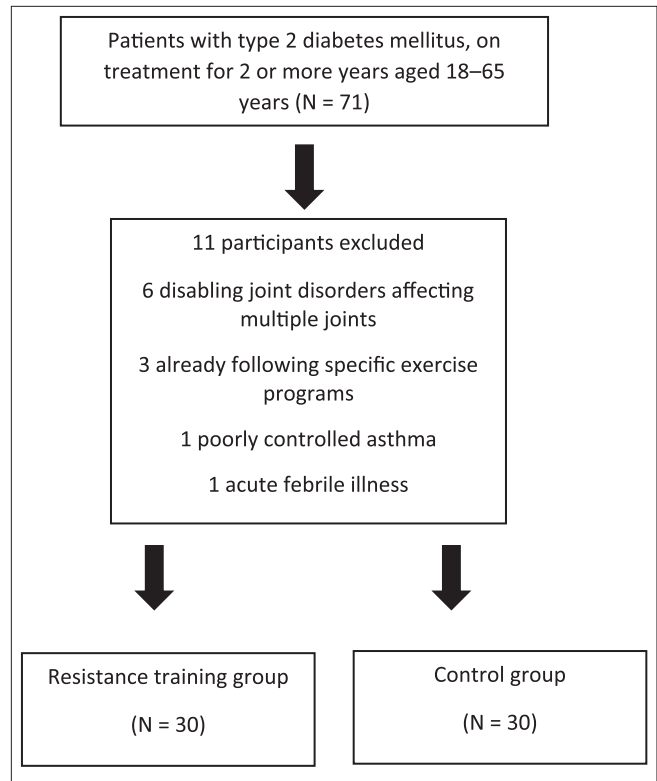 Patients with type 2 diabetes mellitus, on
treatment for 2 or more years aged 18–65
years (N = 71)
11 participants excluded
6 disabling joint disorders affecting
multiple joints
3 already following specific exercise
programs
1 poorly controlled asthma
1 acute febrile illness
Resistance training group
(N = 30)
Control group
(N = 30)